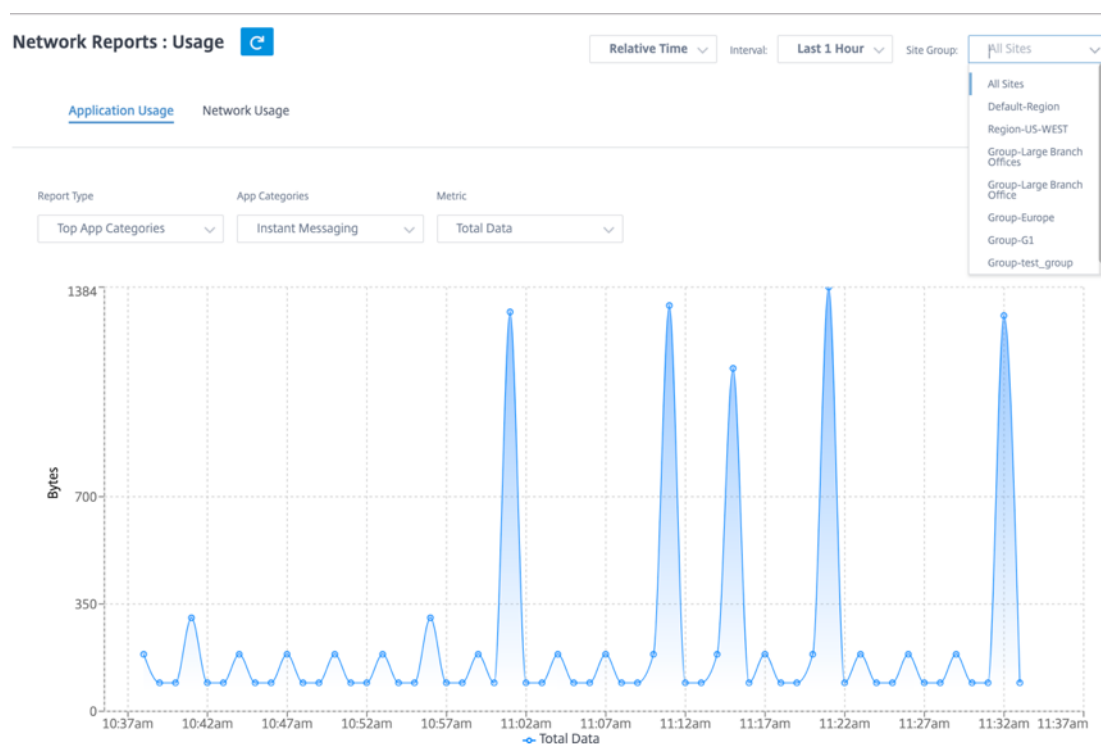 Network Reports : Usage
Relative Time Interval: Last 1 Hour Site Group: All Sites
All Sites
Default-Region
Region-US-WEST
Group-Large Branch
Offices
Group-Large Branch
Office
Group-Europe
Group-G1
Group-test_group
Application Usage Network Usage
Report Type App Categories Metric
Top App Categories Instant Messaging Total Data
1384
700
350
0
Bytes
10:37am 10:42am 10:47am 10:52am 10:57am 11:02am 11:07am 11:12am 11:17am 11:22am 11:27am 11:32am 11:37am
Total Data